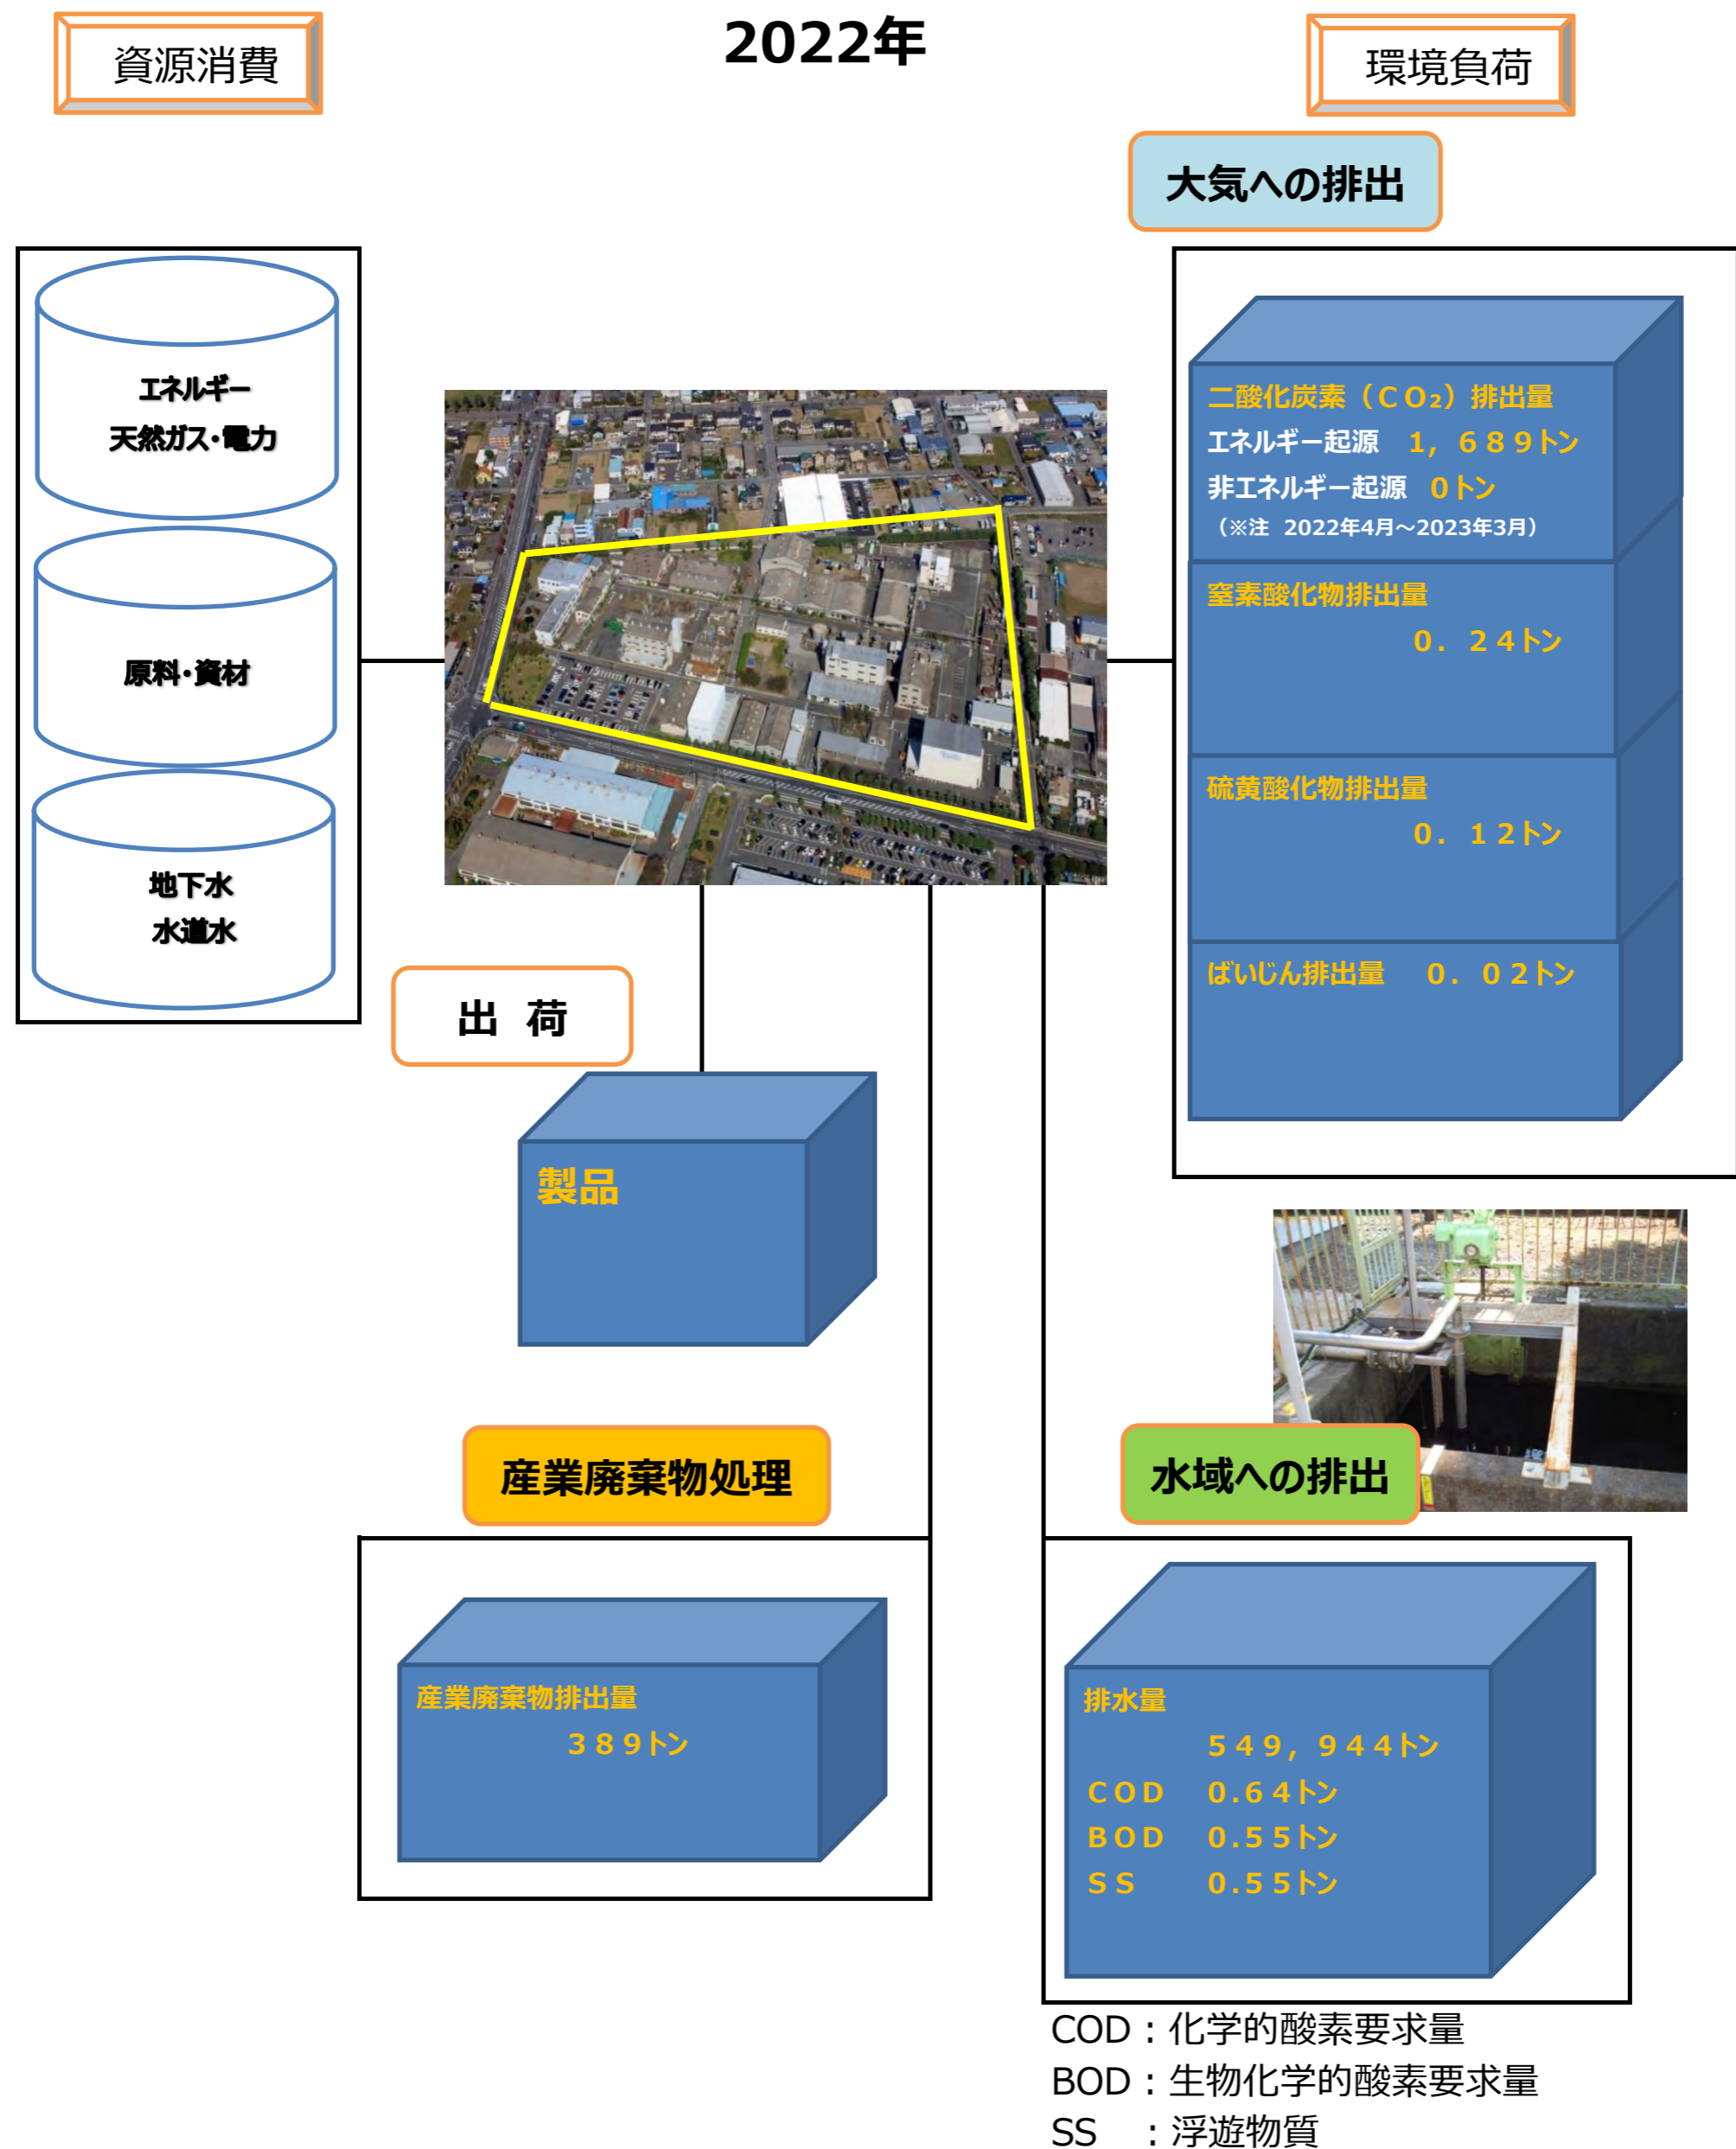 2022年
資源消費
環境負荷
大気への排出
エネルギー
天然ガス・電力
原料・資材
地下水
水道水
二酸化炭素（ＣＯ₂）排出量
エネルギー起源　１，６８９トン
非エネルギー起源　０トン
（※注 2022年4月～2023年3月）
窒素酸化物排出量
０．２４トン
硫黄酸化物排出量
０．１２トン
ばいじん排出量　０．０２トン
出 荷
製品
産業廃棄物処理
産業廃棄物排出量
３８９トン
水域への排出
排水量
５４９，９４４トン
ＣＯＤ　０.６４トン
ＢＯＤ　０.５５トン
ＳＳ　０.５５トン
COD：化学的酸素要求量
BOD：生物化学的酸素要求量
SS　：浮遊物質